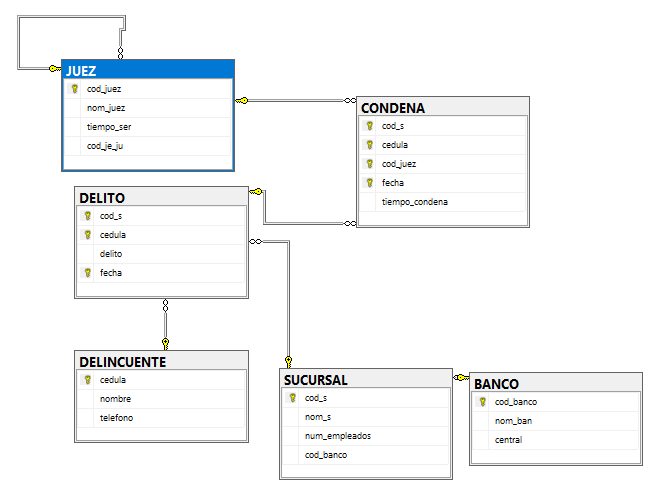 JUEZ
cod_juez
nom_juez
tiempo_ser
cod_je_ju
CONDENA
cod_s
cedula
cod_juez
fecha
tiempo_condena
DELITO
cod_s
cedula
delito
fecha
DELINCUENTE
cedula
nombre
telefono
SUCURSAL
cod_s
nom_s
num_empleados
cod_banco
BANCO
cod_banco
nom_ban
central